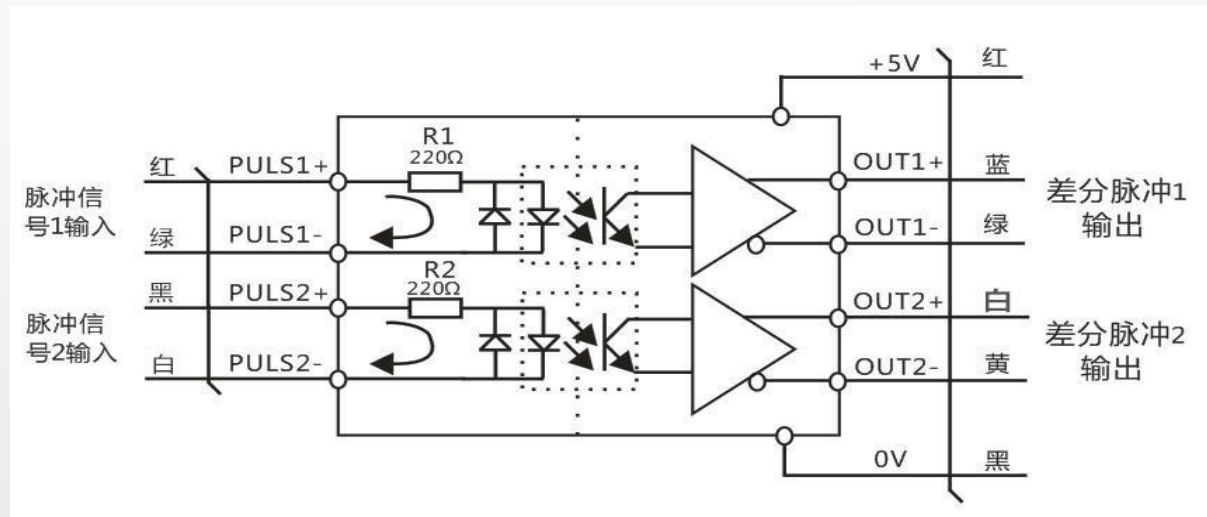 +5V 红
R1
220Ω
红 PULS1+
OUT1+ 蓝
脉冲信
号1输入
差分脉冲1
输出
绿 PULS1-
OUT1- 绿
R2
220Ω
黑 PULS2+
OUT2+ 白
脉冲信
号2输入
差分脉冲2
输出
白 PULS2-
OUT2- 黄
0V 黑